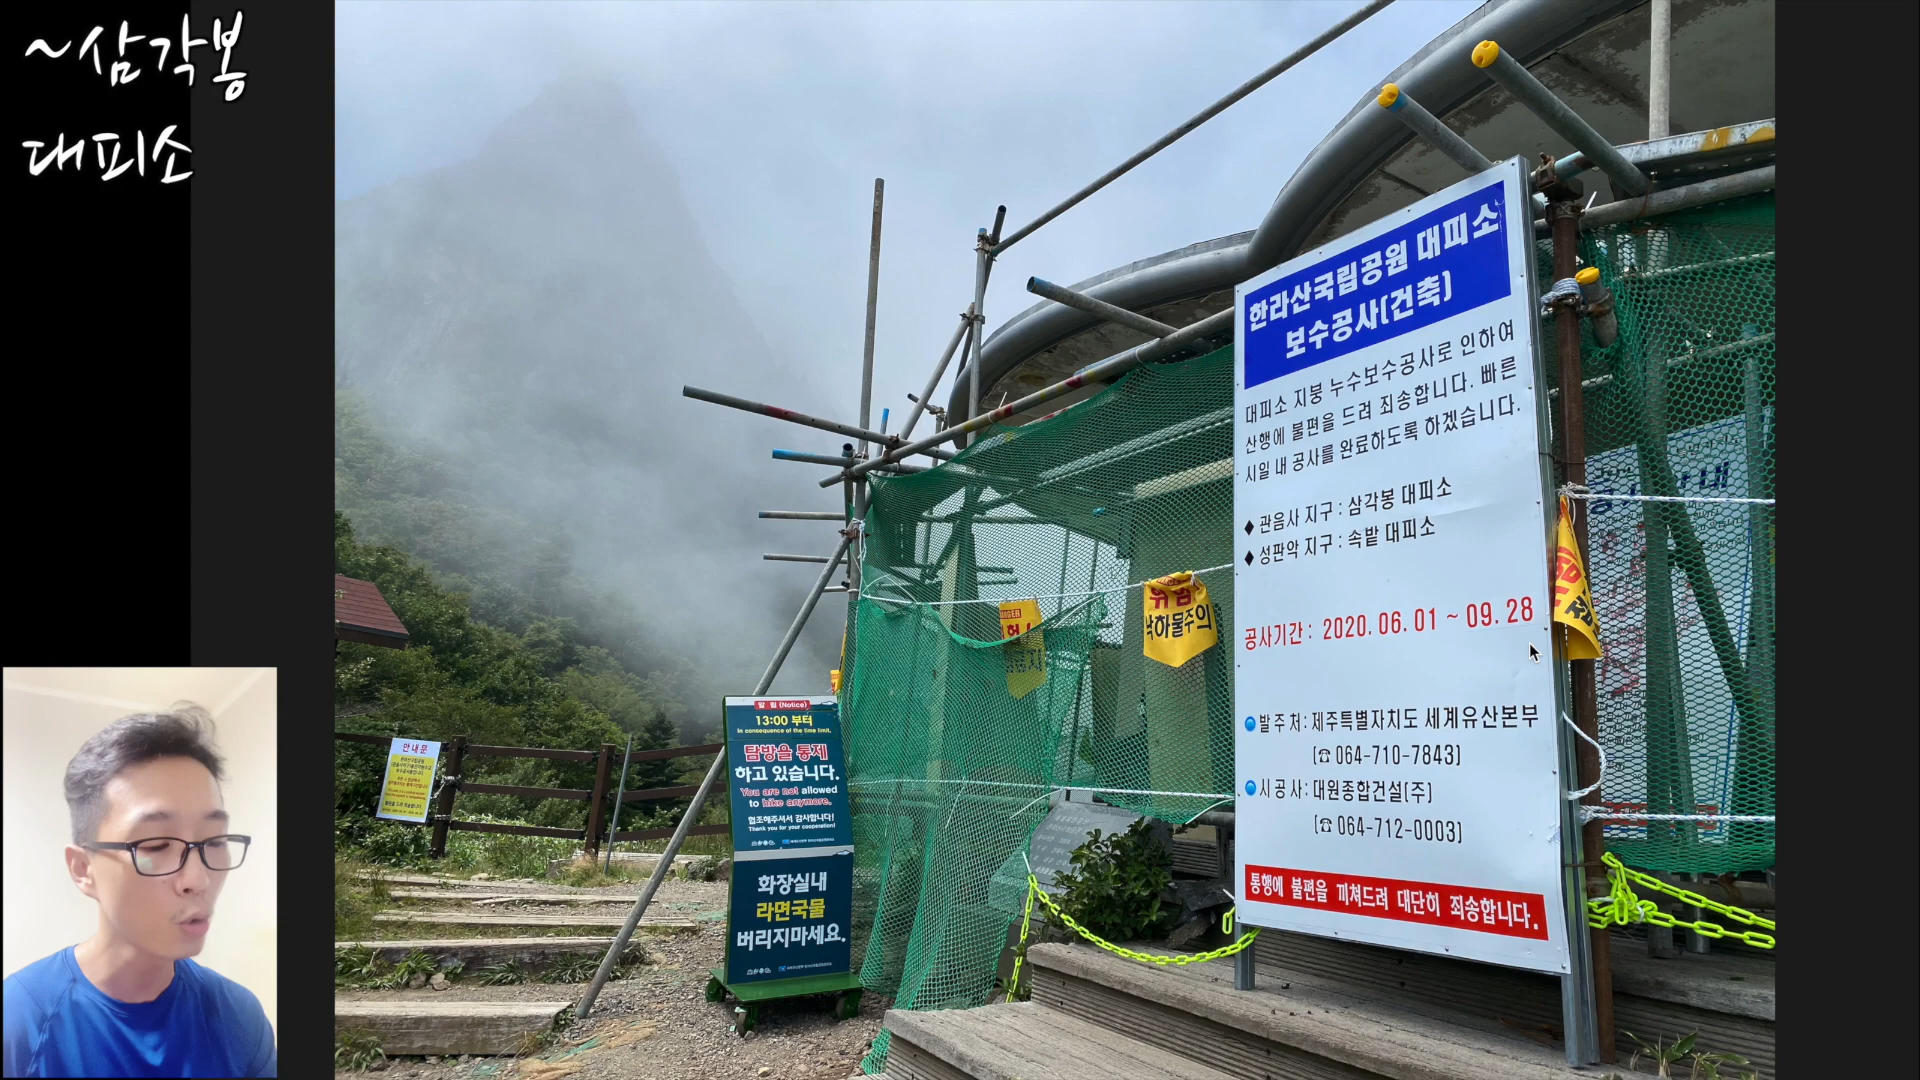 ~삼각봉
대피소
한라산국립공원 대피소
보수공사(건축)
대피소 지붕 누수보수공사로 인하여
산행에 불편을 드려 죄송합니다. 빠른
시일 내 공사를 완료하도록 하겠습니다.
◆ 관음사 지구 : 삼각봉 대피소
◆ 성판악 지구 : 속밭 대피소
공사기간 : 2020. 06. 01 ~ 09. 28
발 주 처 : 제주특별자치도 세계유산본부
(☎ 064-710-7843)
시 공 사 : 대원종합건설(주)
(☎ 064-712-0003)
통행에 불편을 끼쳐드려 대단히 죄송합니다.
위험
낙하물주의
알 림 (Notice)
13:00 부터
In consequence of the time limit,
탐방을 통제
하고 있습니다.
You are not allowed
to hike anymore.
협조해주셔서 감사합니다!
Thank you for your cooperation!
화장실내
라면국물
버리지마세요.
안 내 문